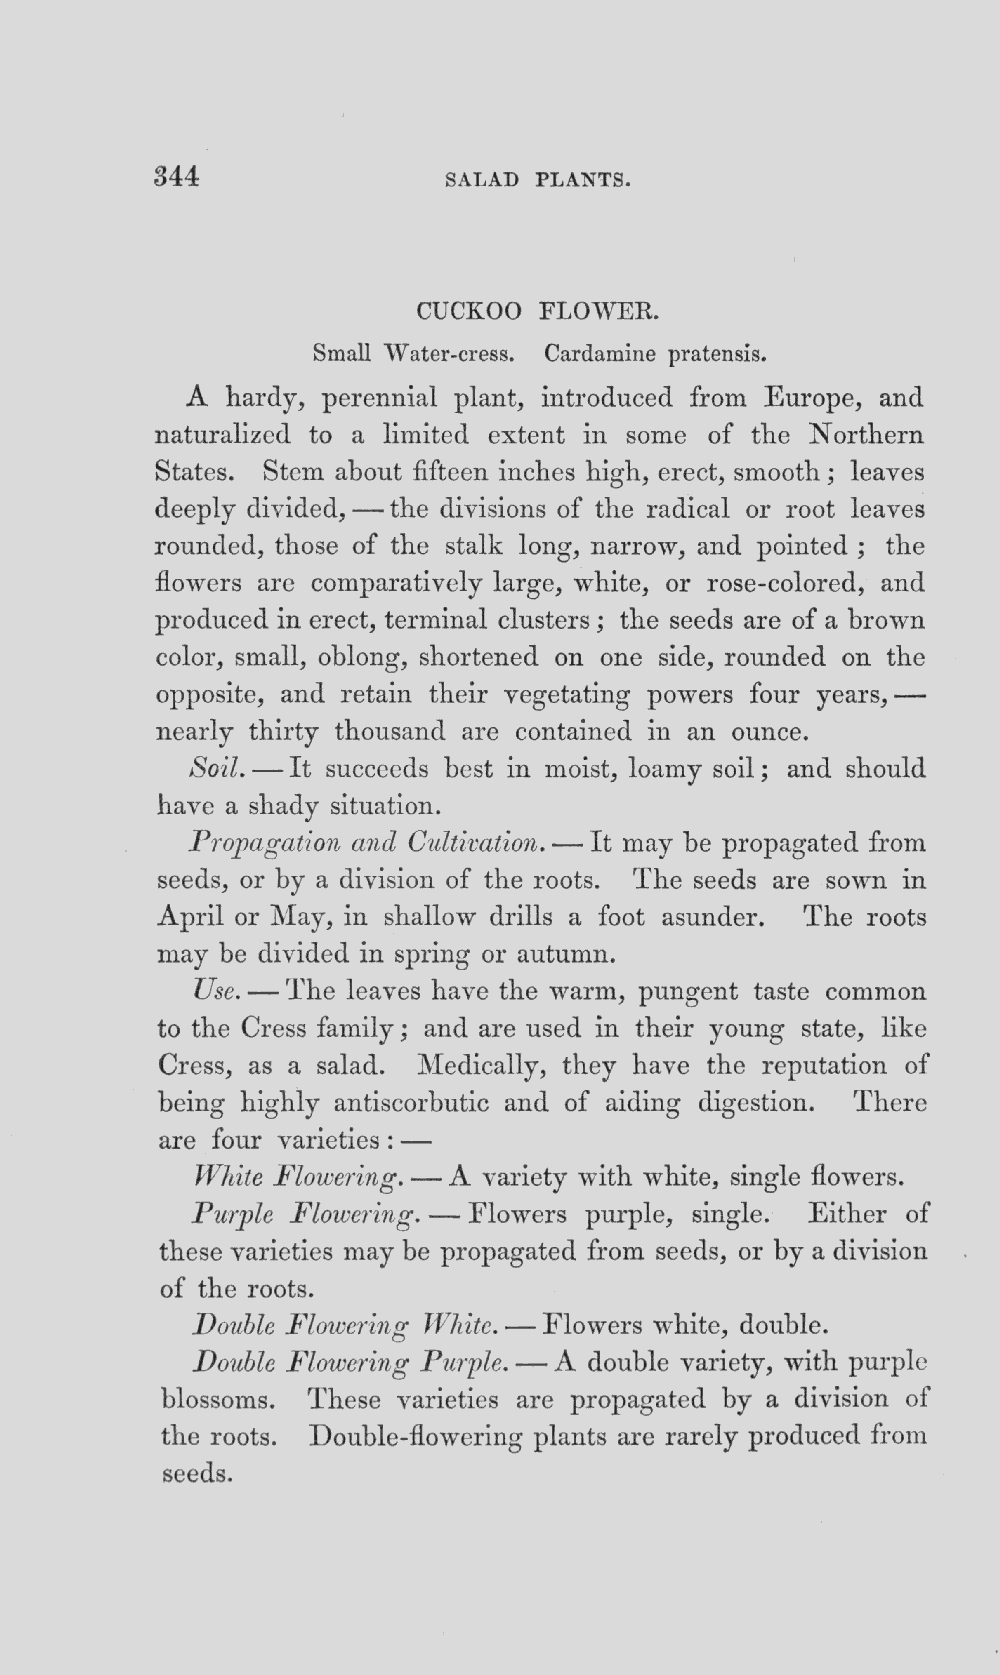 344 SALAD PLANTS.
CUCKOO FLOWER.
Small Water-cress. Cardamine pratensis.
A hardy, perennial plant, introduced from Europe, and
naturalized to a limited extent in some of the Northern
States. Stem about fifteen inches high, erect, smooth; leaves
deeply divided, — the divisions of the radical or root leaves
rounded, those of the stalk long, narrow, and pointed; the
flowers are comparatively large, white, or rose-colored, and
produced in erect, terminal clusters; the seeds are of a brown
color, small, oblong, shortened on one side, rounded on the
opposite, and retain their vegetating powers four years, —
nearly thirty thousand are contained in an ounce.
Soil. — It succeeds best in moist, loamy soil; and should
have a shady situation.
Propagation and Cultivation. — It may be propagated from
seeds, or by a division of the roots. The seeds are sown in
April or May, in shallow drills a foot asunder. The roots
may be divided in spring or autumn.
Use. — The leaves have the warm, pungent taste common
to the Cress family; and are used in their young state, like
Cress, as a salad. Medically, they have the reputation of
being highly antiscorbutic and of aiding digestion. There
are four varieties: —
White Flowering. — A variety with white, single flowers.
Purple Flowering. — Flowers purple, single. Either of
these varieties may be propagated from seeds, or by a division
of the roots.
Double Flowering White. — Flowers white, double.
Double Flowering Purple. — A double variety, with purple
blossoms. These varieties are propagated by a division of
the roots. Double-flowering plants are rarely produced from
seeds.